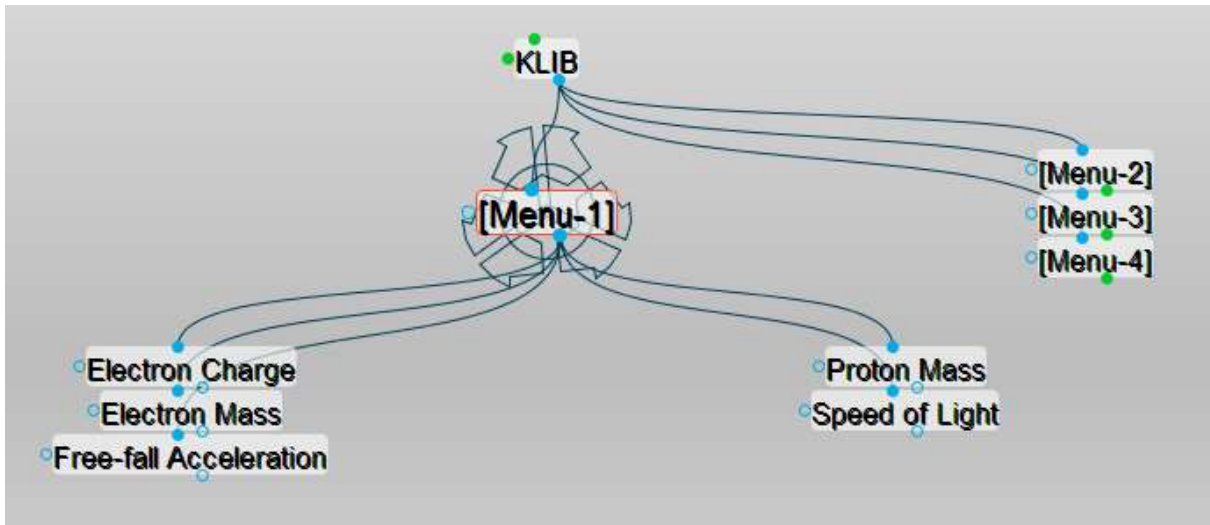 KLIB
[Menu-1]
[Menu-2]
[Menu-3]
[Menu-4]
Electron Charge
Electron Mass
Free-fall Acceleration
Proton Mass
Speed of Light